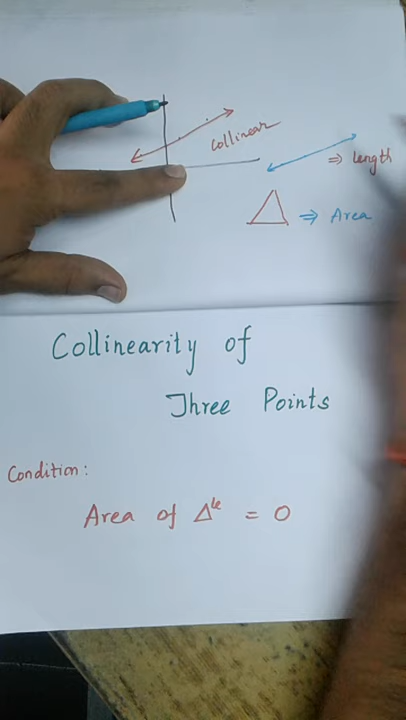 collinear
⇒ length
⇒ Area
Collinearity of
Three Points
Condition:
Area of Δle = 0